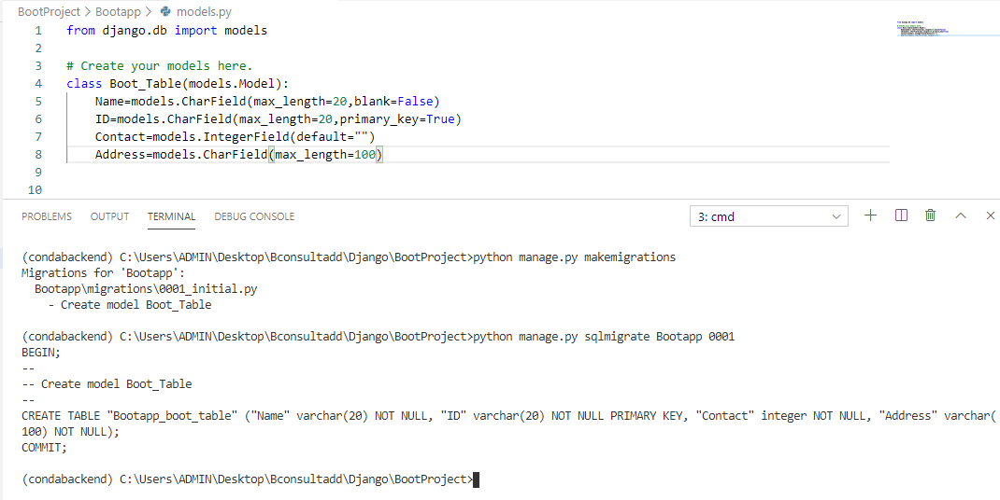 BootProject > Bootapp > models.py
1 from django.db import models
2
3 # Create your models here.
4 class Boot_Table(models.Model):
5     Name=models.CharField(max_length=20,blank=False)
6     ID=models.CharField(max_length=20,primary_key=True)
7     Contact=models.IntegerField(default="")
8     Address=models.CharField(max_length=100)
9
10
PROBLEMS OUTPUT TERMINAL DEBUG CONSOLE 3: cmd
(condabackend) C:\Users\ADMIN\Desktop\Bconsultadd\Django\BootProject>python manage.py makemigrations
Migrations for 'Bootapp':
  Bootapp\migrations\0001_initial.py
    - Create model Boot_Table
(condabackend) C:\Users\ADMIN\Desktop\Bconsultadd\Django\BootProject>python manage.py sqlmigrate Bootapp 0001
BEGIN;
--
-- Create model Boot_Table
--
CREATE TABLE "Bootapp_boot_table" ("Name" varchar(20) NOT NULL, "ID" varchar(20) NOT NULL PRIMARY KEY, "Contact" integer NOT NULL, "Address" varchar(
100) NOT NULL);
COMMIT;
(condabackend) C:\Users\ADMIN\Desktop\Bconsultadd\Django\BootProject>